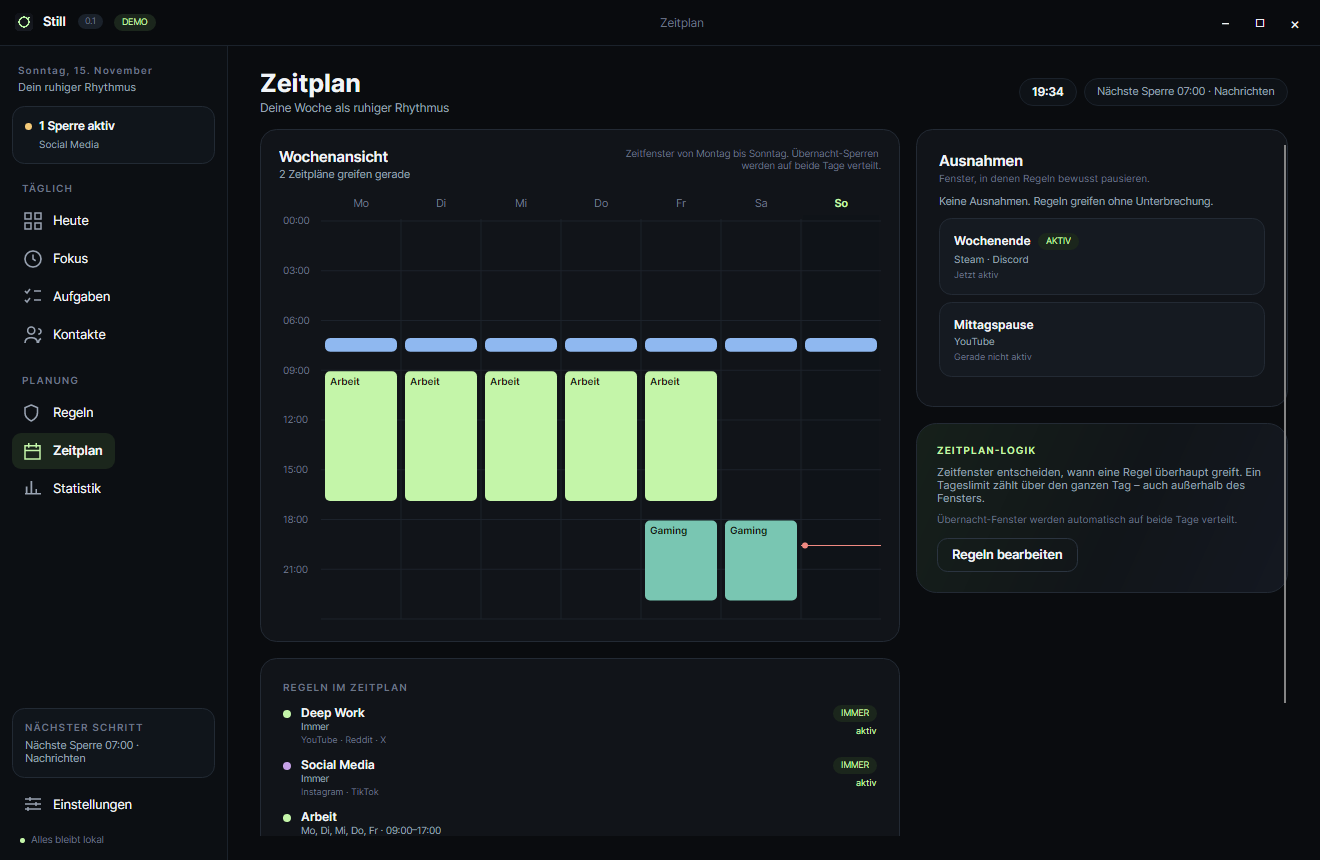 Still 0.1 DEMO
Zeitplan
Sonntag, 15. November
Dein ruhiger Rhythmus
1 Sperre aktiv
Social Media
TÄGLICH
Heute
Fokus
Aufgaben
Kontakte
PLANUNG
Regeln
Zeitplan
Statistik
NÄCHSTER SCHRITT
Nächste Sperre 07:00 ·
Nachrichten
Einstellungen
Alles bleibt lokal
Zeitplan
Deine Woche als ruhiger Rhythmus
19:34
Nächste Sperre 07:00 · Nachrichten
Wochenansicht
2 Zeitpläne greifen gerade
Zeitfenster von Montag bis Sonntag. Übernacht-Sperren
werden auf beide Tage verteilt.
Mo Di Mi Do Fr Sa So
00:00
03:00
06:00
09:00
Arbeit Arbeit Arbeit Arbeit Arbeit
12:00
15:00
18:00
Gaming Gaming
21:00
REGELN IM ZEITPLAN
Deep Work
Immer
YouTube · Reddit · X
IMMER
aktiv
Social Media
Immer
Instagram · TikTok
IMMER
aktiv
Arbeit
Mo, Di, Mi, Do, Fr · 09:00–17:00
Ausnahmen
Fenster, in denen Regeln bewusst pausieren.
Keine Ausnahmen. Regeln greifen ohne Unterbrechung.
Wochenende AKTIV
Steam · Discord
Jetzt aktiv
Mittagspause
YouTube
Gerade nicht aktiv
ZEITPLAN-LOGIK
Zeitfenster entscheiden, wann eine Regel überhaupt greift. Ein
Tageslimit zählt über den ganzen Tag – auch außerhalb des
Fensters.
Übernacht-Fenster werden automatisch auf beide Tage verteilt.
Regeln bearbeiten